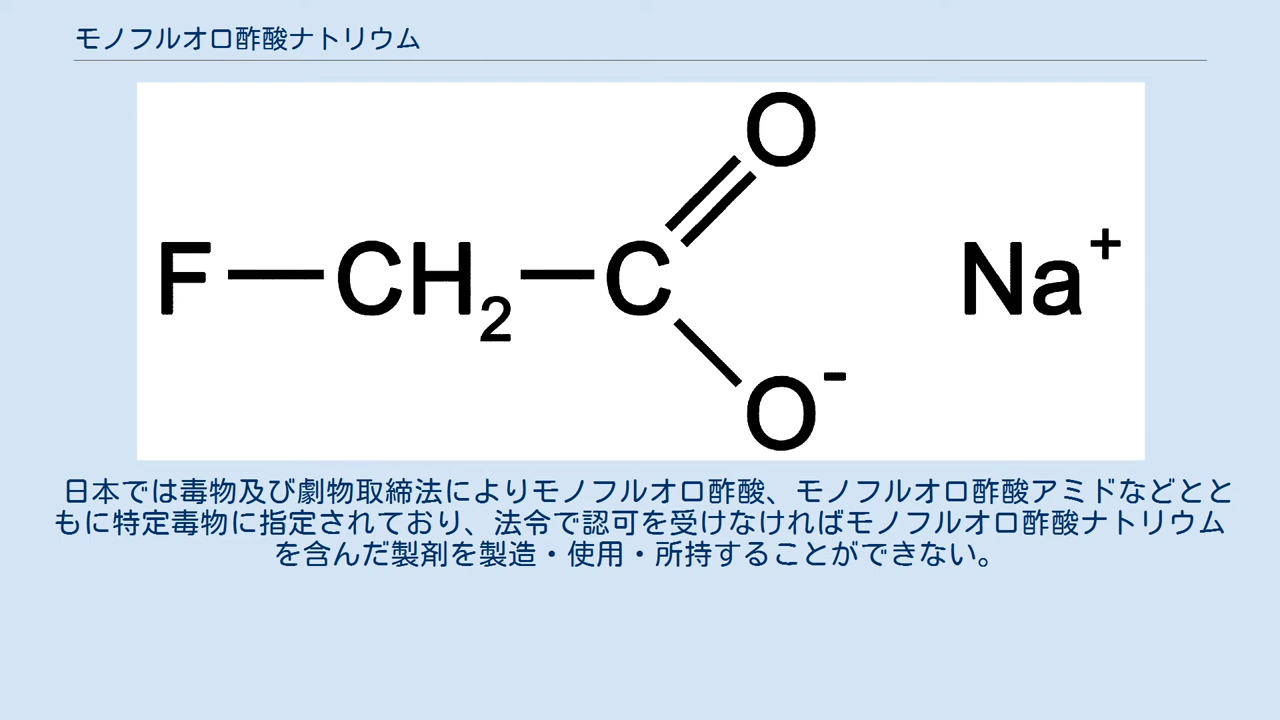 モノフルオロ酢酸ナトリウム
O
F CH2 C Na+
O-
日本では毒物及び劇物取締法によりモノフルオロ酢酸、モノフルオロ酢酸アミドなどとと
もに特定毒物に指定されており、法令で認可を受けなければモノフルオロ酢酸ナトリウム
を含んだ製剤を製造・使用・所持することができない。